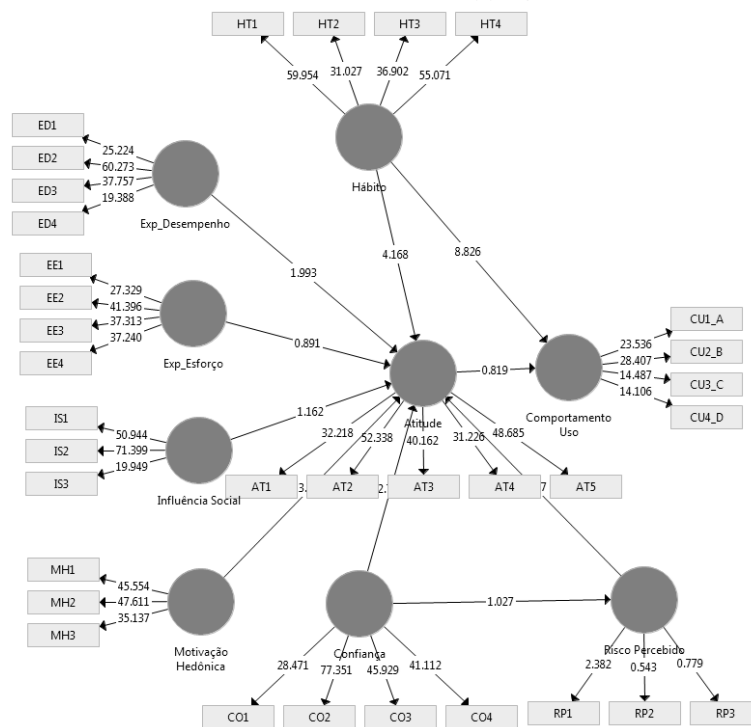 HT1
HT2
HT3
HT4
59.954
31.027
36.902
55.071
Hábito
ED1
ED2
ED3
ED4
25.224
60.273
37.757
19.388
Exp_Desempenho
4.168
8.826
1.993
EE1
EE2
EE3
EE4
27.329
41.396
37.313
37.240
Exp_Esforço
0.891
CU1_A
CU2_B
CU3_C
CU4_D
23.536
28.407
14.487
14.106
0.819
Comportamento
Uso
Atitude
1.162
IS1
IS2
IS3
50.944
71.399
19.949
Influência Social
32.218
52.338
40.162
31.226
48.685
AT1
AT2
AT3
AT4
AT5
MH1
MH2
MH3
45.554
47.611
35.137
Motivação
Hedônica
Confiança
1.027
Risco Percebido
28.471
77.351
45.929
41.112
2.382
0.543
0.779
CO1
CO2
CO3
CO4
RP1
RP2
RP3